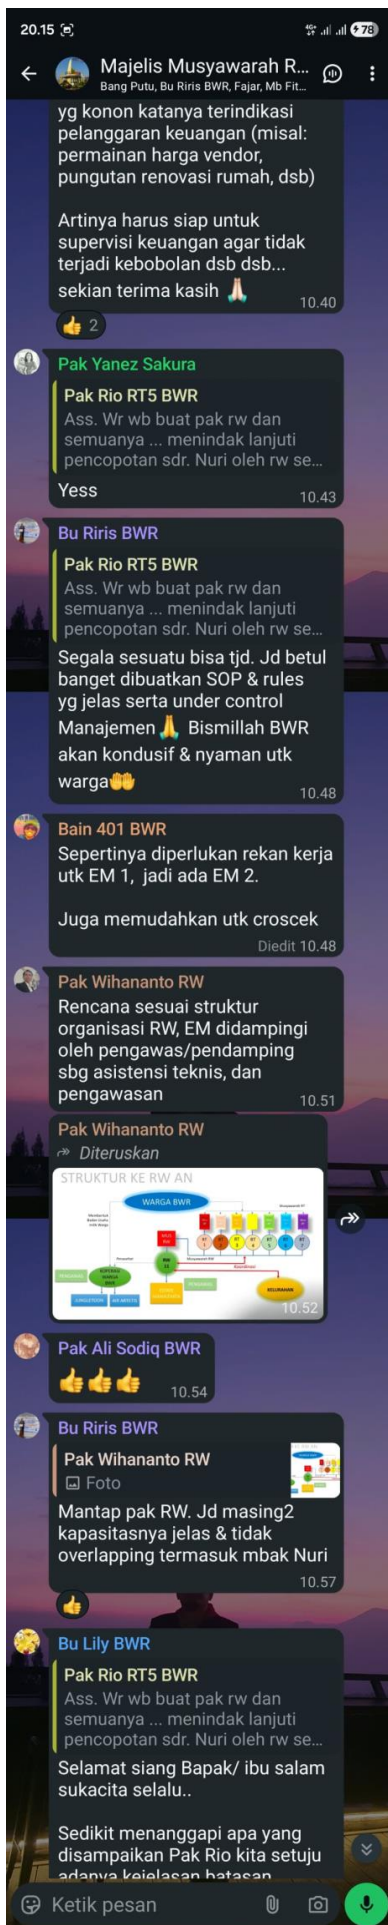 20.15
4G+
78
Majelis Musyawarah R...
Bang Putu, Bu Riris BWR, Fajar, Mb Fit...
yg konon katanya terindikasi
pelanggaran keuangan (misal:
permainan harga vendor,
pungutan renovasi rumah, dsb)
Artinya harus siap untuk
supervisi keuangan agar tidak
terjadi kebobolan dsb dsb...
sekian terima kasih 🙏🏻
10.40
👍 2
Pak Yanez Sakura
Pak Rio RT5 BWR
Ass. Wr wb buat pak rw dan
semuanya ... menindak lanjuti
pencopotan sdr. Nuri oleh rw se...
Yess
10.43
Bu Riris BWR
Pak Rio RT5 BWR
Ass. Wr wb buat pak rw dan
semuanya ... menindak lanjuti
pencopotan sdr. Nuri oleh rw se...
Segala sesuatu bisa tjd. Jd betul
banget dibuatkan SOP & rules
yg jelas serta under control
Manajemen 🙏 Bismillah BWR
akan kondusif & nyaman utk
warga🤲
10.48
Bain 401 BWR
Sepertinya diperlukan rekan kerja
utk EM 1, jadi ada EM 2.
Juga memudahkan utk croscek
Diedit 10.48
Pak Wihananto RW
Rencana sesuai struktur
organisasi RW, EM didampingi
oleh pengawas/pendamping
sbg asistensi teknis, dan
pengawasan
10.51
Pak Wihananto RW
Diteruskan
STRUKTUR KE RW AN
WARGA BWR
KOPERASI
WARGA
BWR
KELURAHAN
10.52
Pak Ali Sodiq BWR
👍👍👍
10.54
Bu Riris BWR
Pak Wihananto RW
Foto
Mantap pak RW. Jd masing2
kapasitasnya jelas & tidak
overlapping termasuk mbak Nuri
10.57
👍
Bu Lily BWR
Pak Rio RT5 BWR
Ass. Wr wb buat pak rw dan
semuanya ... menindak lanjuti
pencopotan sdr. Nuri oleh rw se...
Selamat siang Bapak/ ibu salam
sukacita selalu..
Sedikit menanggapi apa yang
disampaikan Pak Rio kita setuju
adanya kejelasan batasan
Ketik pesan